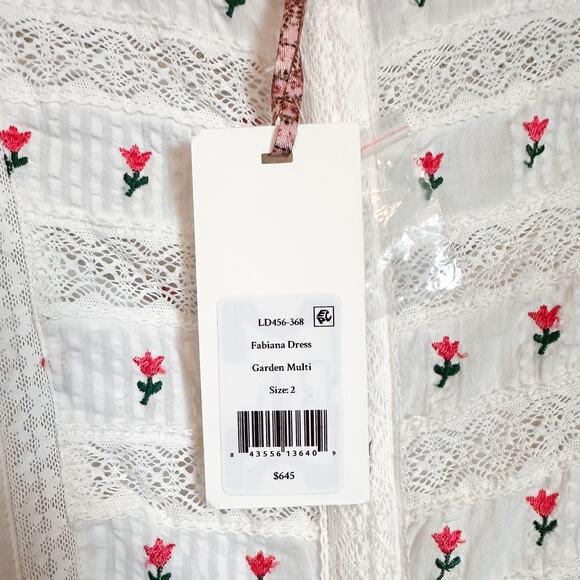 LD456-368
Fabiana Dress
Garden Multi
Size: 2
8 43556 13640 9
$645